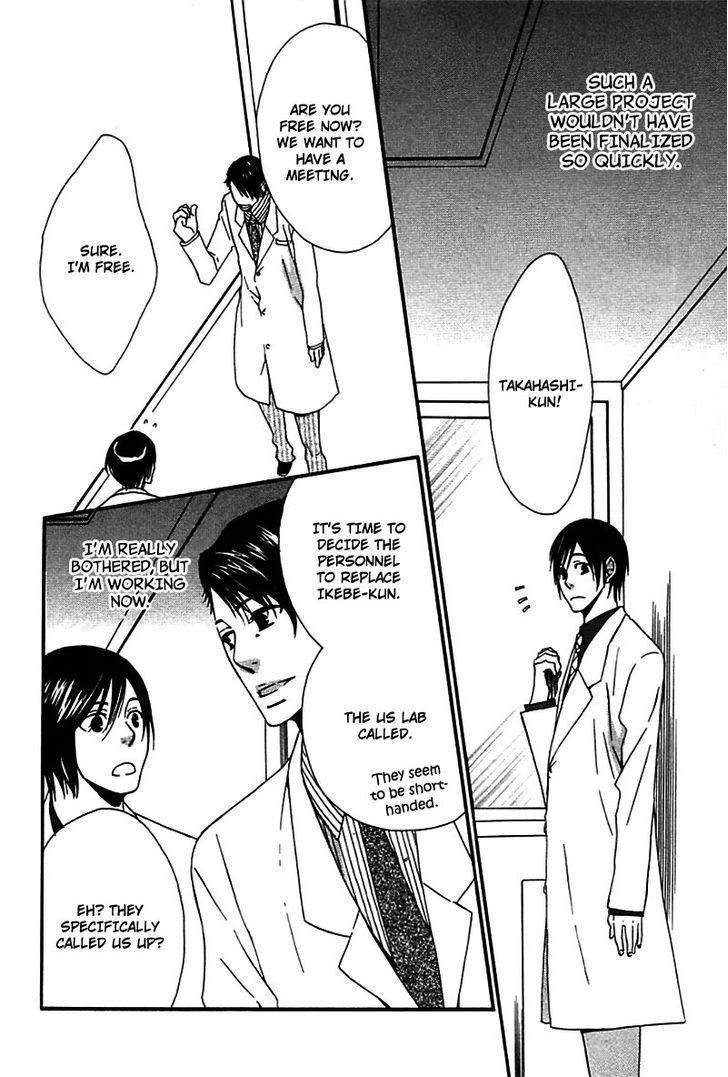 SUCH A
LARGE PROJECT
WOULDN'T HAVE
BEEN FINALIZED
SO QUICKLY.
TAKAHASHI-
KUN!
ARE YOU
FREE NOW?
WE WANT TO
HAVE A
MEETING.
SURE.
I'M FREE.
IT'S TIME TO
DECIDE THE
PERSONNEL
TO REPLACE
IKEBE-KUN.
THE US LAB
CALLED.
They seem
to be short-
handed.
I'M REALLY
BOTHERED, BUT
I'M WORKING
NOW.
EH? THEY
SPECIFICALLY
CALLED US UP?